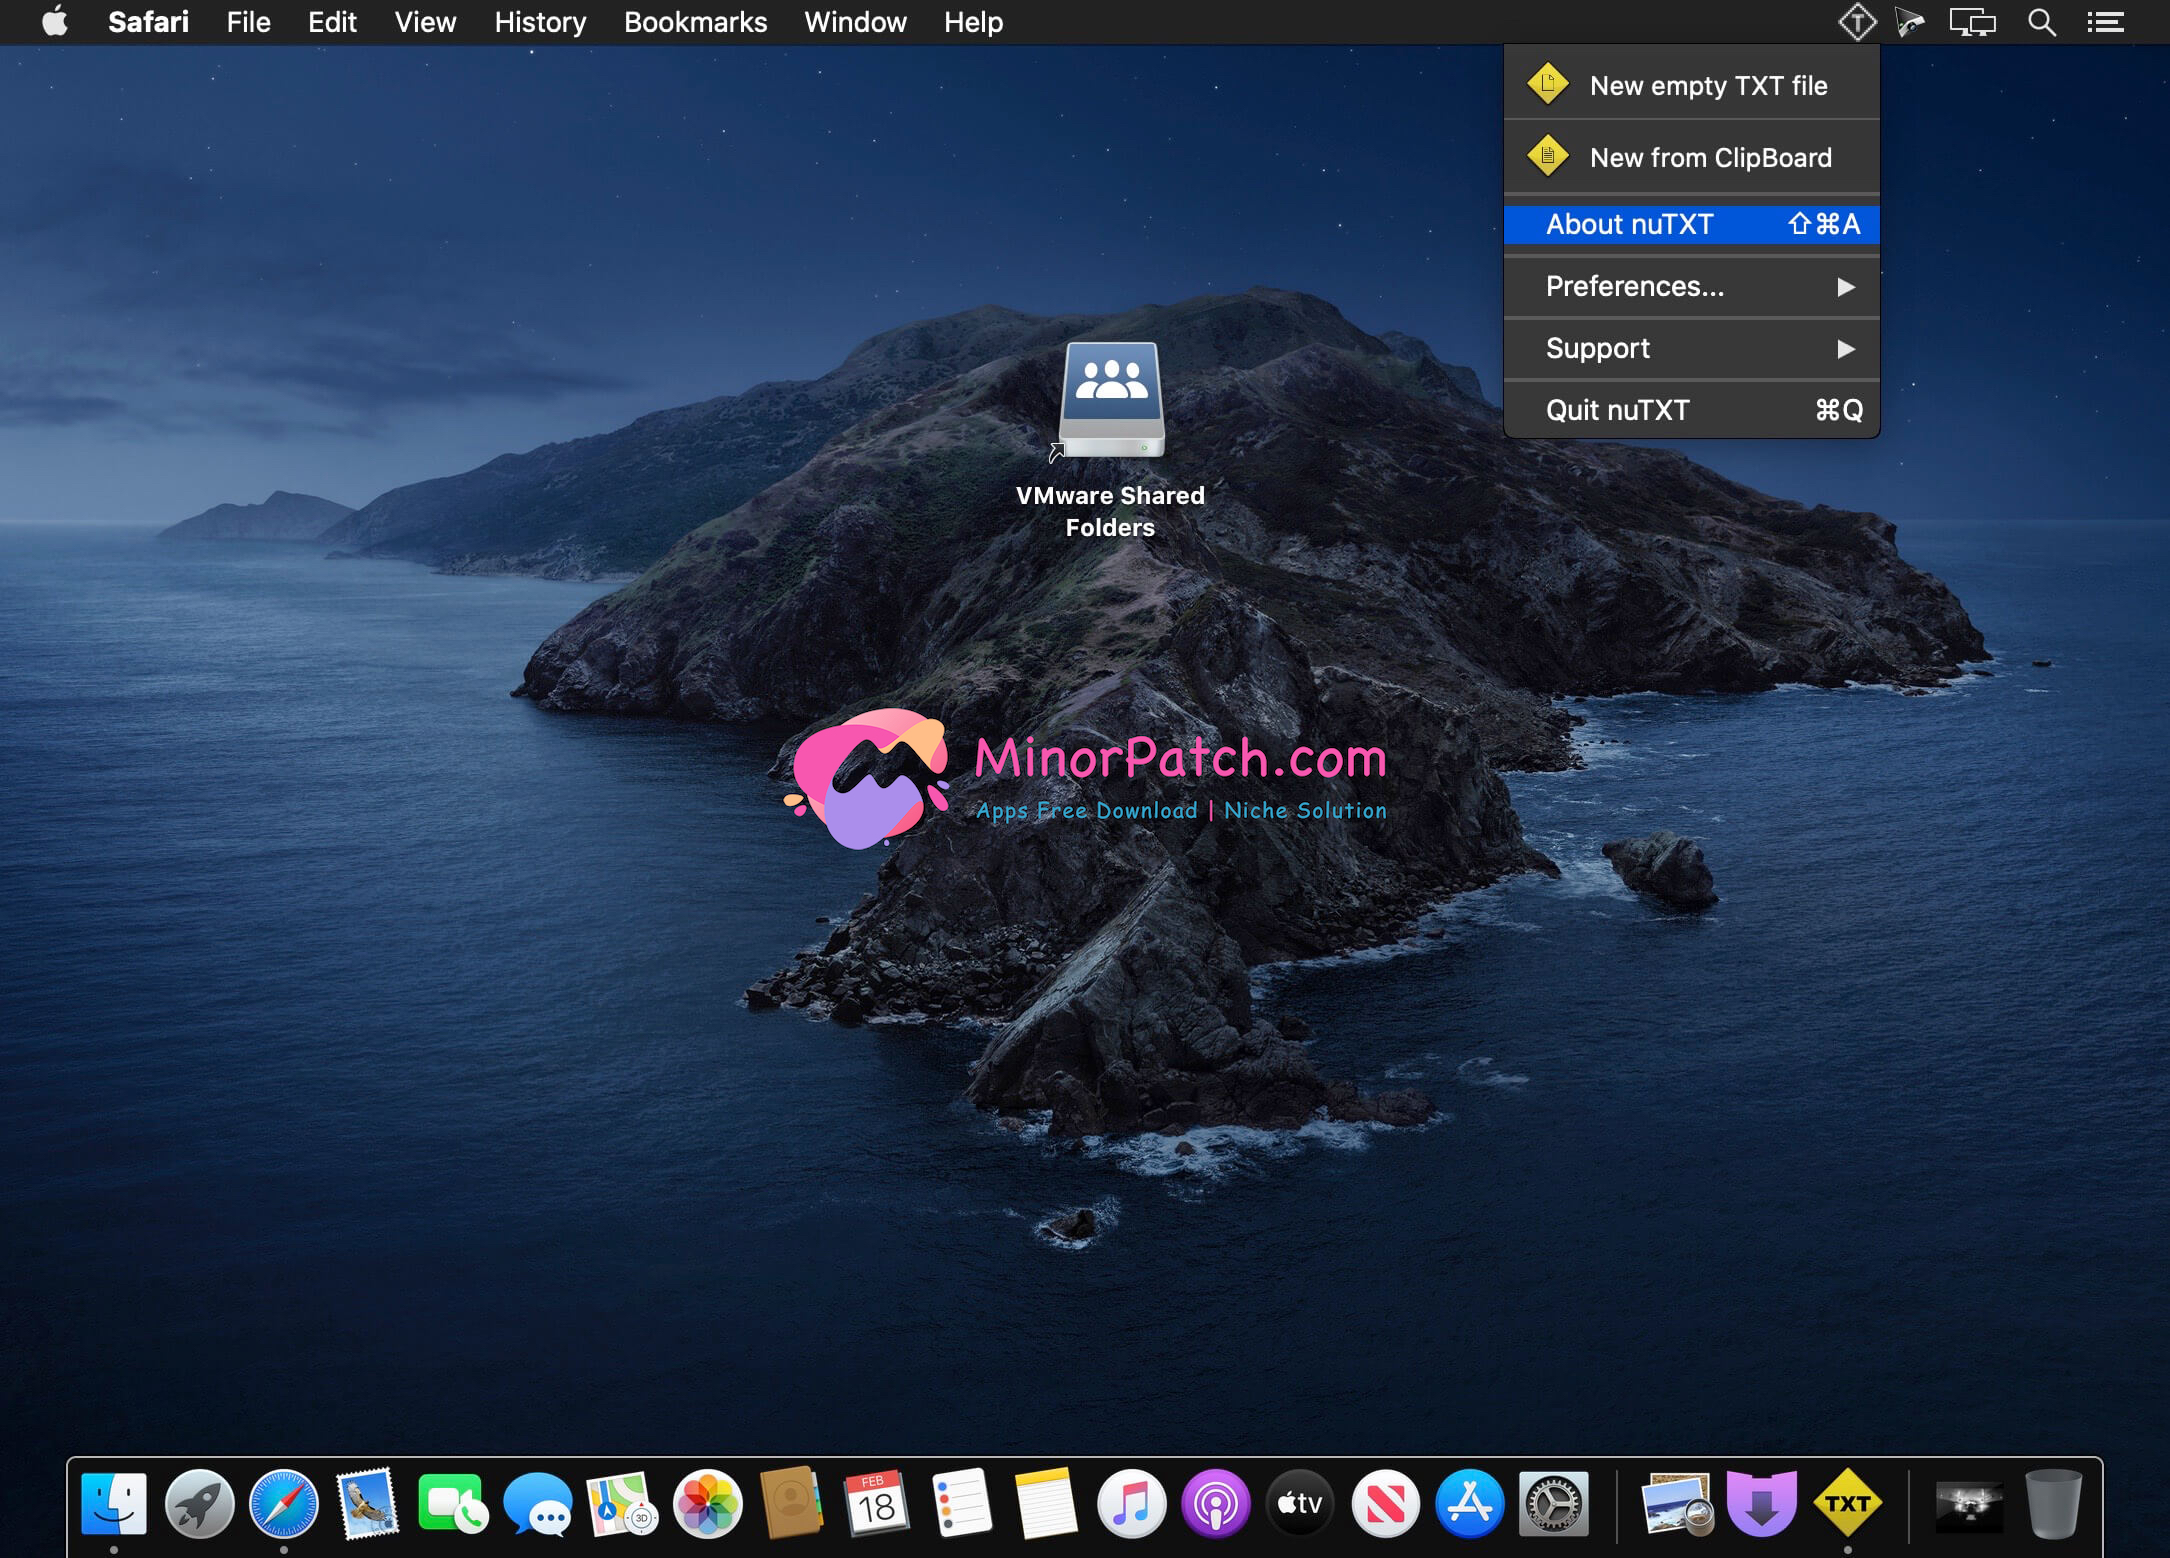 Safari File Edit View History Bookmarks Window Help
New empty TXT file
New from ClipBoard
About nuTXT ⇧⌘A
Preferences... ▶
Support ▶
Quit nuTXT ⌘Q
VMware Shared
Folders
MinorPatch.com
Apps Free Download | Niche Solution
FEB
18
3D
tv
TXT